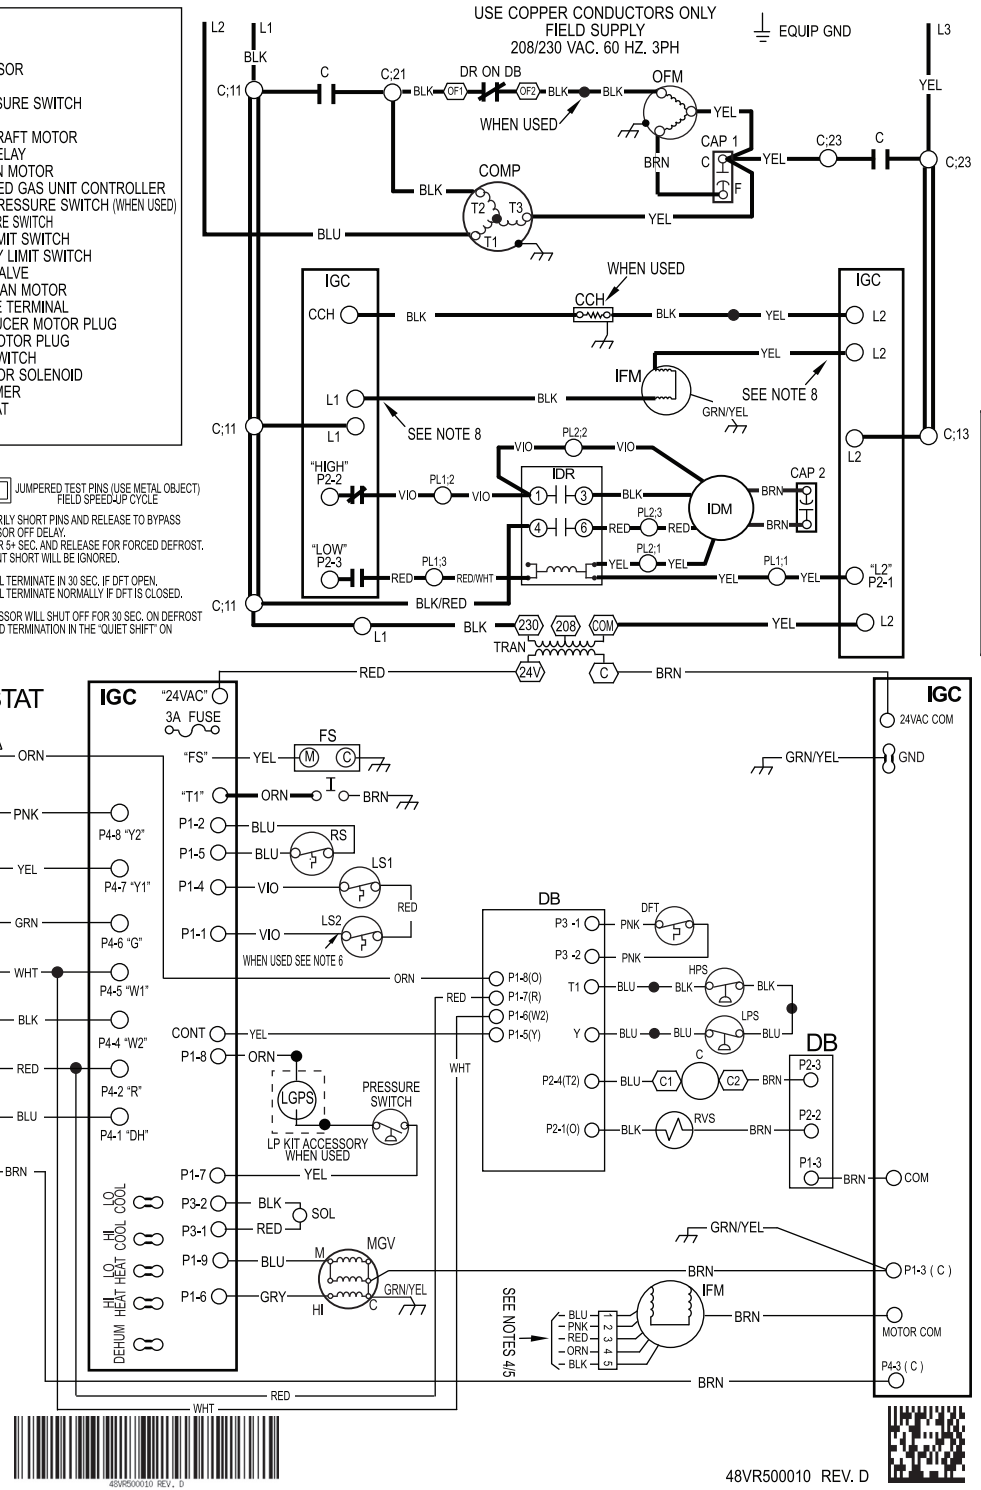 USE COPPER CONDUCTORS ONLY
FIELD SUPPLY
208/230 VAC. 60 HZ. 3PH
EQUIP GND
L2
L1
L3
BLK
YEL
SOR
SURE SWITCH
RAFT MOTOR
ELAY
N MOTOR
ED GAS UNIT CONTROLLER
PRESSURE SWITCH (WHEN USED)
RE SWITCH
MIT SWITCH
Y LIMIT SWITCH
ALVE
AN MOTOR
E TERMINAL
UCER MOTOR PLUG
OTOR PLUG
WITCH
OR SOLENOID
MER
AT
C;11
C
C;21
BLK
OF1
DR ON DB
OF2
BLK
BLK
WHEN USED
OFM
YEL
BRN
CAP 1
C
F
YEL
C;23
C
C;23
COMP
BLK
T2
T3
T1
YEL
BLU
IGC
IGC
WHEN USED
CCH
CCH
BLK
BLK
YEL
L2
YEL
L2
IFM
L1
BLK
GRN/YEL
SEE NOTE 8
SEE NOTE 8
C;11
L1
L2
C;13
PL2;2
VIO
VIO
"HIGH"
P2-2
VIO
PL1;2
VIO
IDR
1
3
BLK
4
6
RED
PL2;3
RED
IDM
BRN
BRN
CAP 2
"LOW"
P2-3
RED
PL1;3
RED/WHT
YEL
PL2;1
YEL
YEL
PL1;1
YEL
"L2"
P2-1
C;11
BLK/RED
L1
BLK
230
208
COM
YEL
L2
TRAN
24V
C
RED
BRN
JUMPERED TEST PINS (USE METAL OBJECT)
FIELD SPEED-UP CYCLE
RILY SHORT PINS AND RELEASE TO BYPASS
SOR OFF DELAY.
R 5+ SEC. AND RELEASE FOR FORCED DEFROST.
NT SHORT WILL BE IGNORED.
L TERMINATE IN 30 SEC. IF DFT OPEN.
L TERMINATE NORMALLY IF DFT IS CLOSED.
SSOR WILL SHUT OFF FOR 30 SEC. ON DEFROST
D TERMINATION IN THE "QUIET SHIFT" ON
STAT
IGC
"24VAC"
3A FUSE
IGC
24VAC COM
GRN/YEL
GND
ORN
"FS"
YEL
FS
M
C
"T1"
ORN
BRN
PNK
P4-8 "Y2"
P1-2
BLU
RS
P1-5
BLU
YEL
P4-7 "Y1"
P1-4
VIO
LS1
RED
GRN
P4-6 "G"
P1-1
VIO
LS2
WHEN USED SEE NOTE 6
WHT
P4-5 "W1"
BLK
P4-4 "W2"
CONT
YEL
P1-8
ORN
RED
P4-2 "R"
LGPS
PRESSURE
SWITCH
BLU
P4-1 "DH"
LP KIT ACCESSORY
WHEN USED
BRN
P1-7
YEL
LO
COOL
P3-2
BLK
SOL
HI
COOL
P3-1
RED
LO
HEAT
P1-9
BLU
M
MGV
HI
HEAT
P1-6
GRY
HI
C
GRN/YEL
DEHUM
DB
ORN
P1-8(O)
RED
P1-7(R)
P1-6(W2)
P1-5(Y)
WHT
P3 -1
PNK
DFT
P3 -2
PNK
T1
BLU
BLK
HPS
BLK
Y
BLU
BLU
LPS
BLU
P2-4(T2)
BLU
C1
C
C2
BRN
P2-1(O)
BLK
RVS
BRN
DB
P2-3
P2-2
P1-3
BRN
COM
GRN/YEL
BRN
P1-3 ( C )
IFM
BRN
MOTOR COM
SEE NOTES 4/5
BLU
PNK
RED
ORN
BLK
1
2
3
4
5
P4-3 ( C )
BRN
RED
WHT
48VR500010 REV. D
48VR500010 REV. D